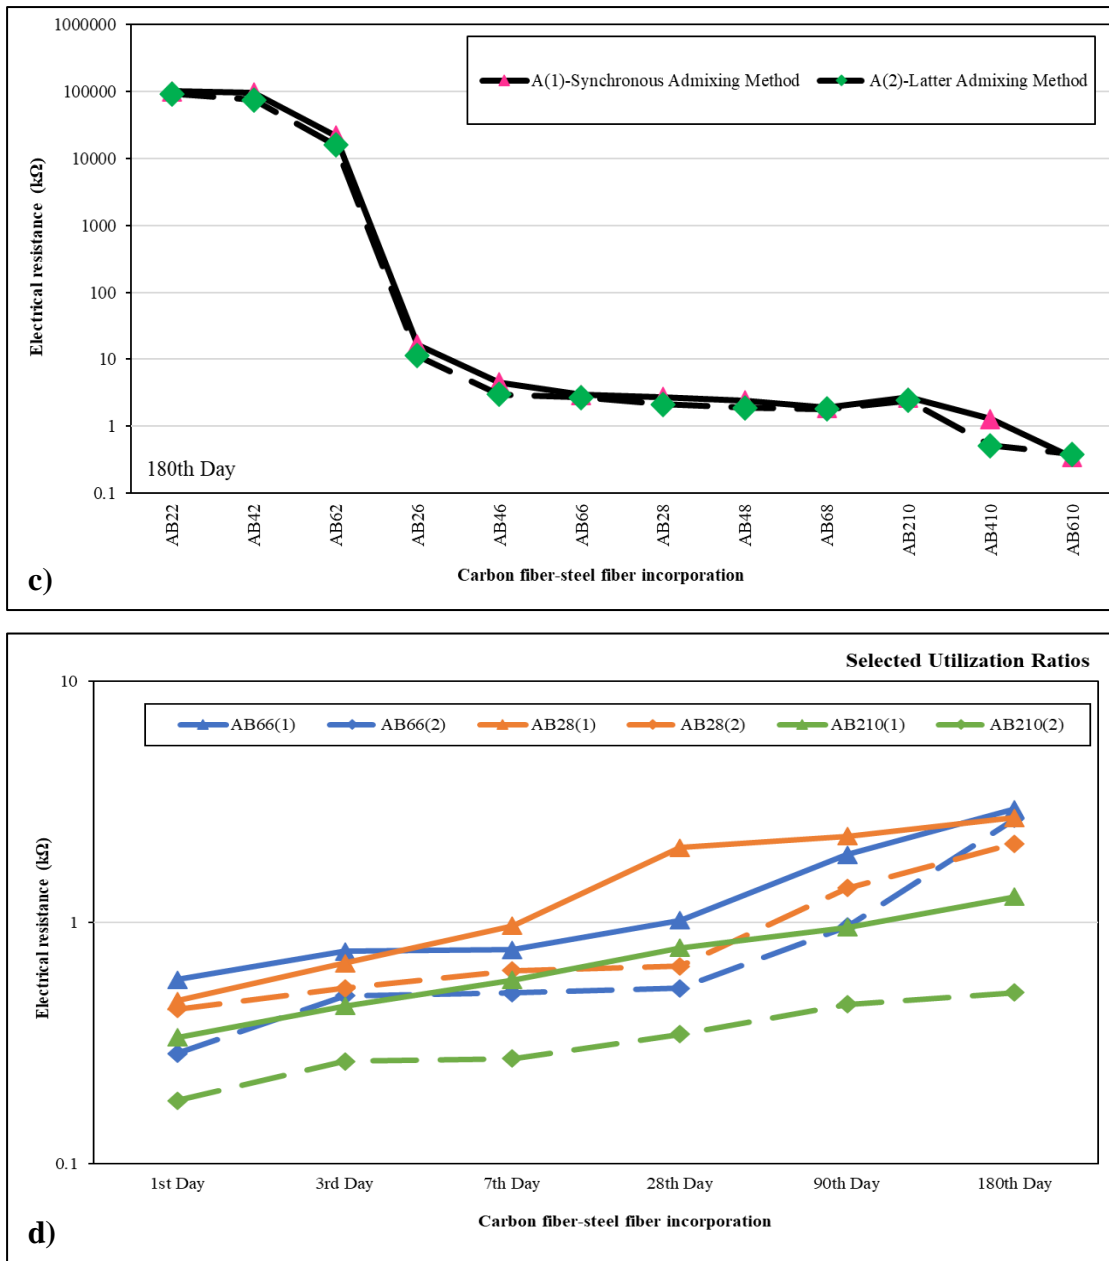 1000000
100000
10000
1000
100
10
1
0.1
Electrical resistance (kΩ)
A(1)-Synchronous Admixing Method
A(2)-Latter Admixing Method
180th Day
AB22
AB42
AB62
AB26
AB46
AB66
AB28
AB48
AB68
AB210
AB410
AB610
Carbon fiber-steel fiber incorporation
c)
Selected Utilization Ratios
10
1
0.1
Electrical resistance (kΩ)
AB66(1) AB66(2) AB28(1) AB28(2) AB210(1) AB210(2)
1st Day 3rd Day 7th Day 28th Day 90th Day 180th Day
Carbon fiber-steel fiber incorporation
d)